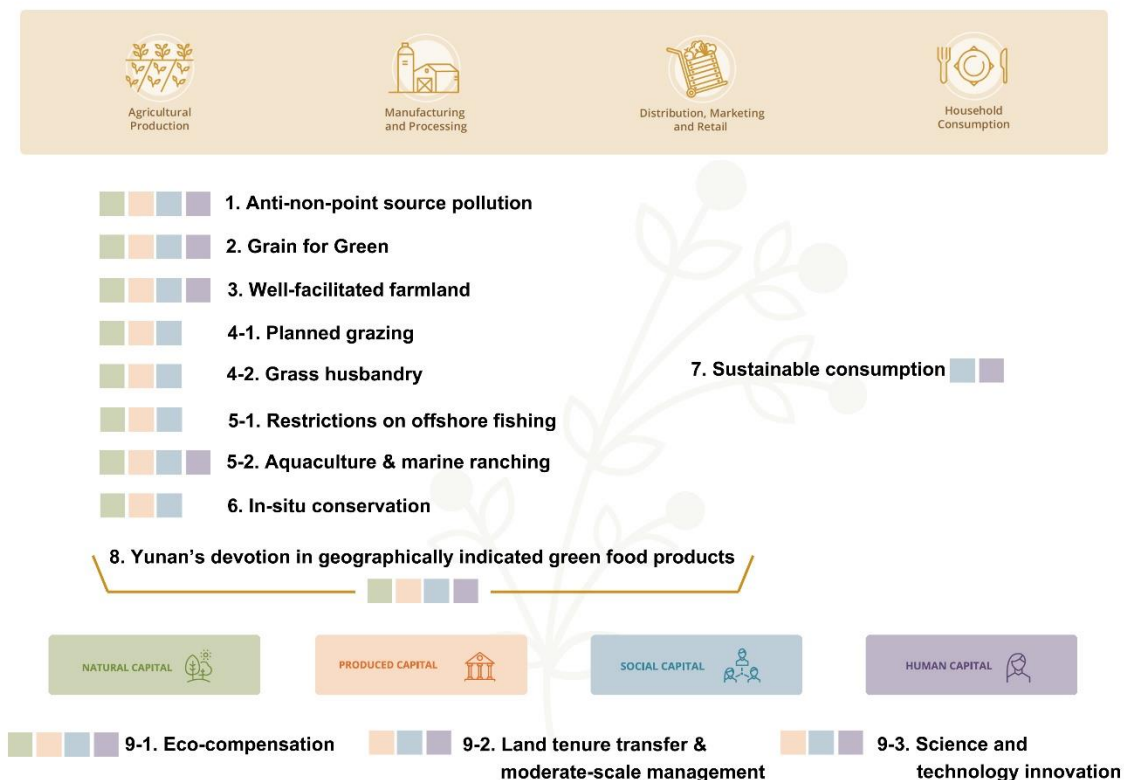 Agricultural
Production
Manufacturing
and Processing
Distribution, Marketing
and Retail
Household
Consumption
1. Anti-non-point source pollution
2. Grain for Green
3. Well-facilitated farmland
4-1. Planned grazing
4-2. Grass husbandry
7. Sustainable consumption
5-1. Restrictions on offshore fishing
5-2. Aquaculture & marine ranching
6. In-situ conservation
8. Yunan’s devotion in geographically indicated green food products
NATURAL CAPITAL
PRODUCED CAPITAL
SOCIAL CAPITAL
HUMAN CAPITAL
9-1. Eco-compensation
9-2. Land tenure transfer &
moderate-scale management
9-3. Science and
technology innovation